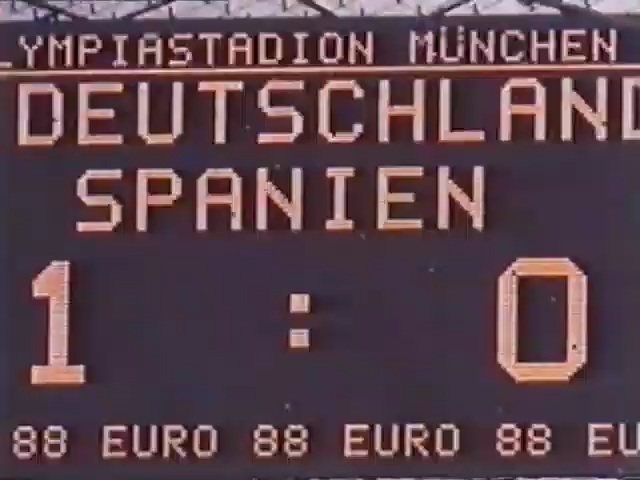 LYMPIASTADION MÜNCHEN
DEUTSCHLAND
SPANIEN
1 : 0
88 EURO 88 EURO 88 EU